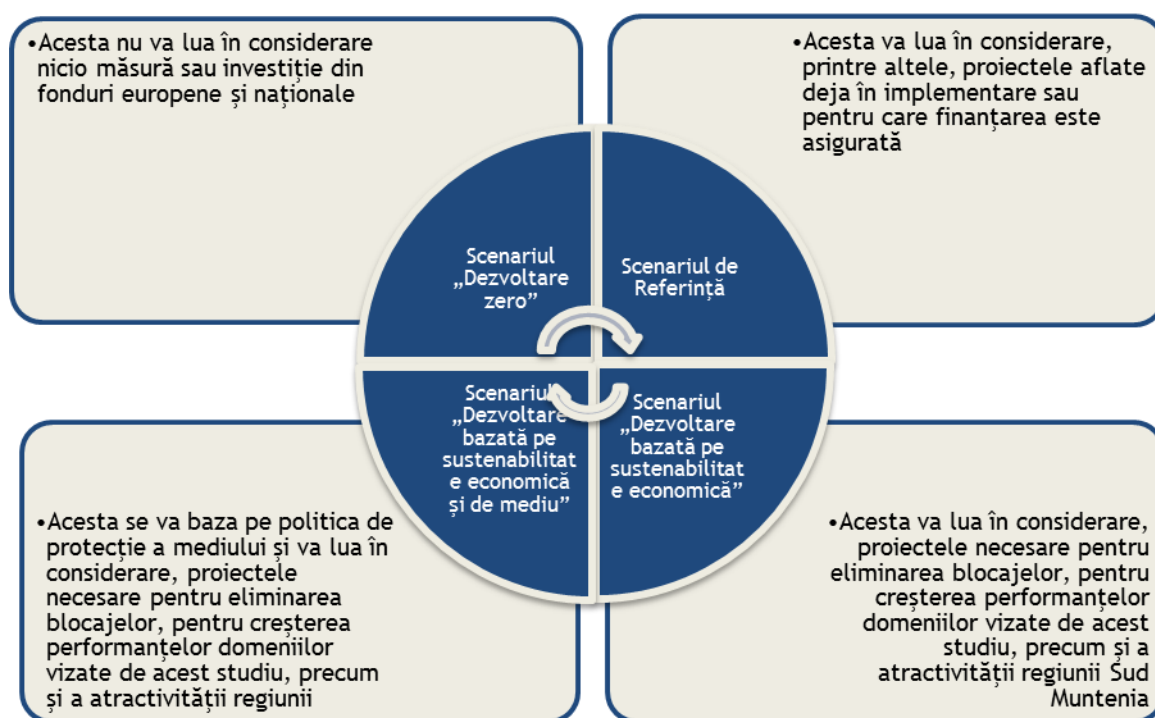 •Acesta nu va lua în considerare
nicio măsură sau investiție din
fonduri europene și naționale
•Acesta va lua în considerare,
printre altele, proiectele aflate
deja în implementare sau
pentru care finanțarea este
asigurată
Scenariul
„Dezvoltare
zero”
Scenariul de
Referință
Scenariul
„Dezvoltare
bazată pe
sustenabilitat
e economică
și de mediu”
Scenariul
„Dezvoltare
bazată pe
sustenabilitat
e economică”
•Acesta se va baza pe politica de
protecție a mediului și va lua în
considerare, proiectele
necesare pentru eliminarea
blocajelor, pentru creșterea
performanțelor domeniilor
vizate de acest studiu, precum
și a atractivității regiunii
•Acesta va lua în considerare,
proiectele necesare pentru
eliminarea blocajelor, pentru
creșterea performanțelor
domeniilor vizate de acest
studiu, precum și a
atractivității regiunii Sud
Muntenia